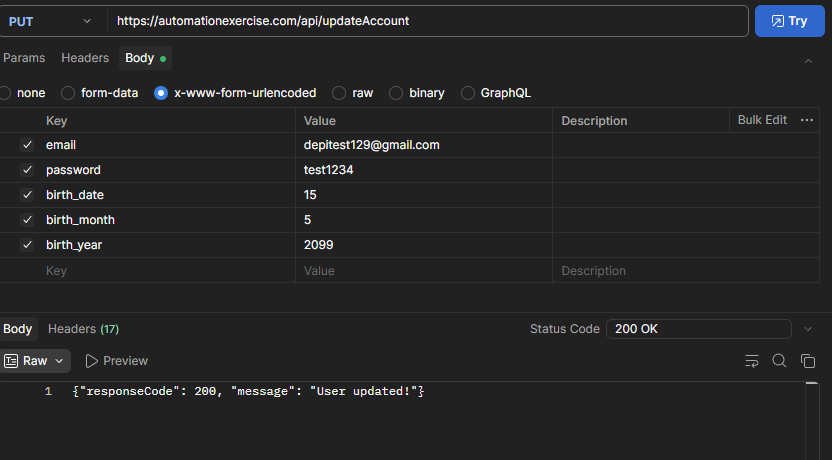 PUT https://automationexercise.com/api/updateAccount Try
Params Headers Body
none form-data x-www-form-urlencoded raw binary GraphQL
Key Value Description Bulk Edit ...
email depitest129@gmail.com
password test1234
birth_date 15
birth_month 5
birth_year 2099
Key Value Description
Body Headers (17) Status Code 200 OK
Raw Preview
1 {"responseCode": 200, "message": "User updated!"}